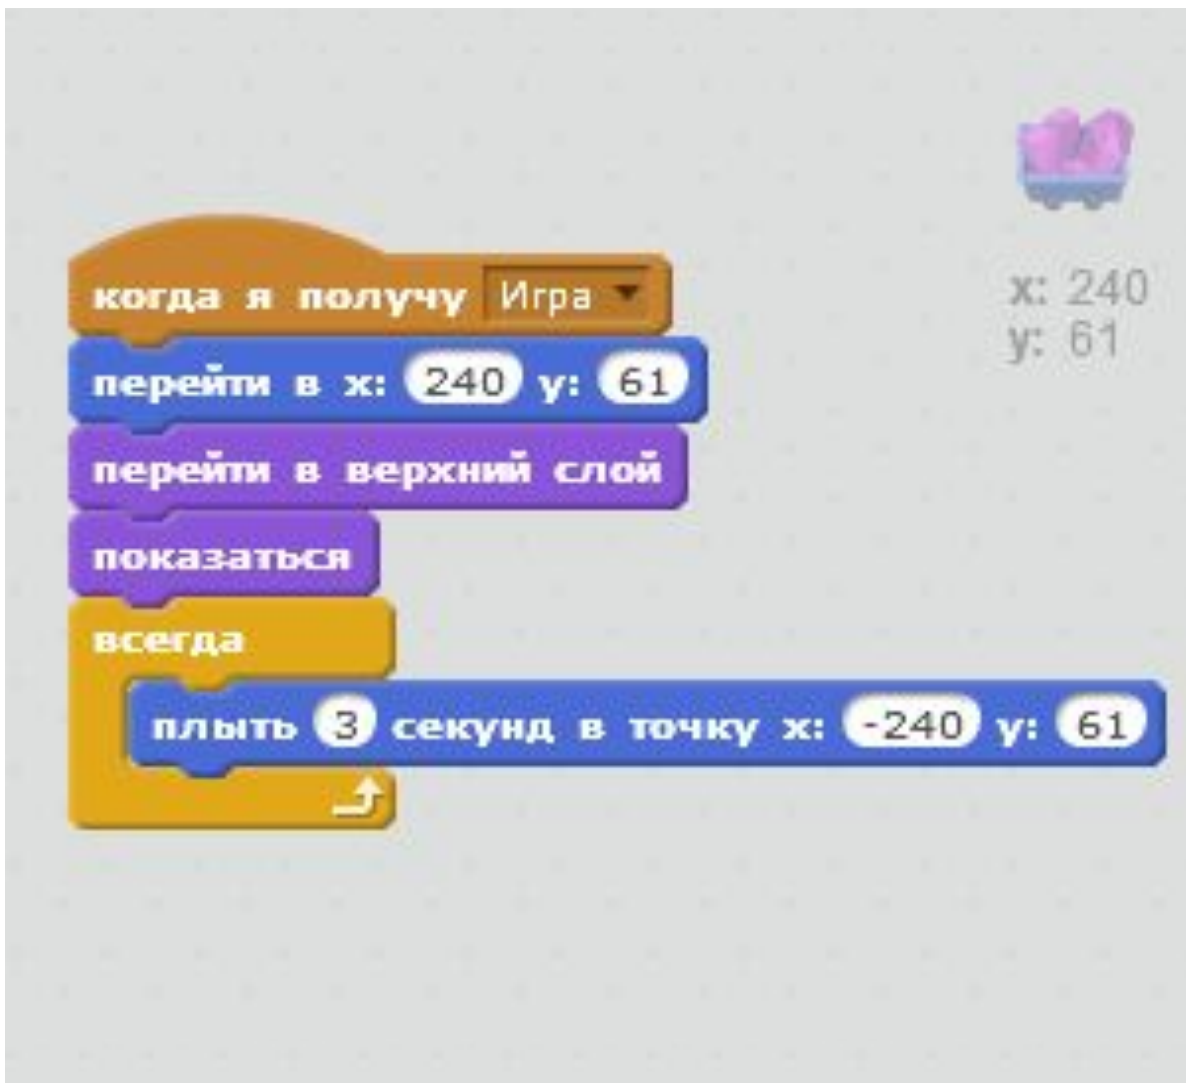 когда я получу Игра
перейти в x: 240 y: 61
перейти в верхний слой
показаться
всегда
плыть 3 секунд в точку x: -240 y: 61
x: 240
y: 61